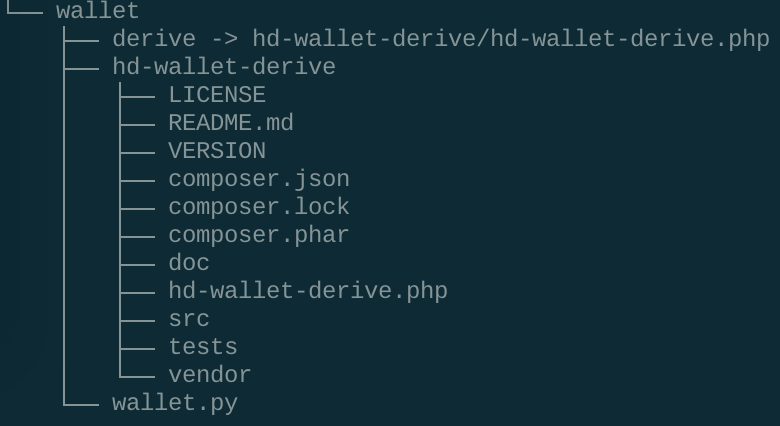 └── wallet
    ├── derive -> hd-wallet-derive/hd-wallet-derive.php
    ├── hd-wallet-derive
    │   ├── LICENSE
    │   ├── README.md
    │   ├── VERSION
    │   ├── composer.json
    │   ├── composer.lock
    │   ├── composer.phar
    │   ├── doc
    │   ├── hd-wallet-derive.php
    │   ├── src
    │   ├── tests
    │   └── vendor
    └── wallet.py